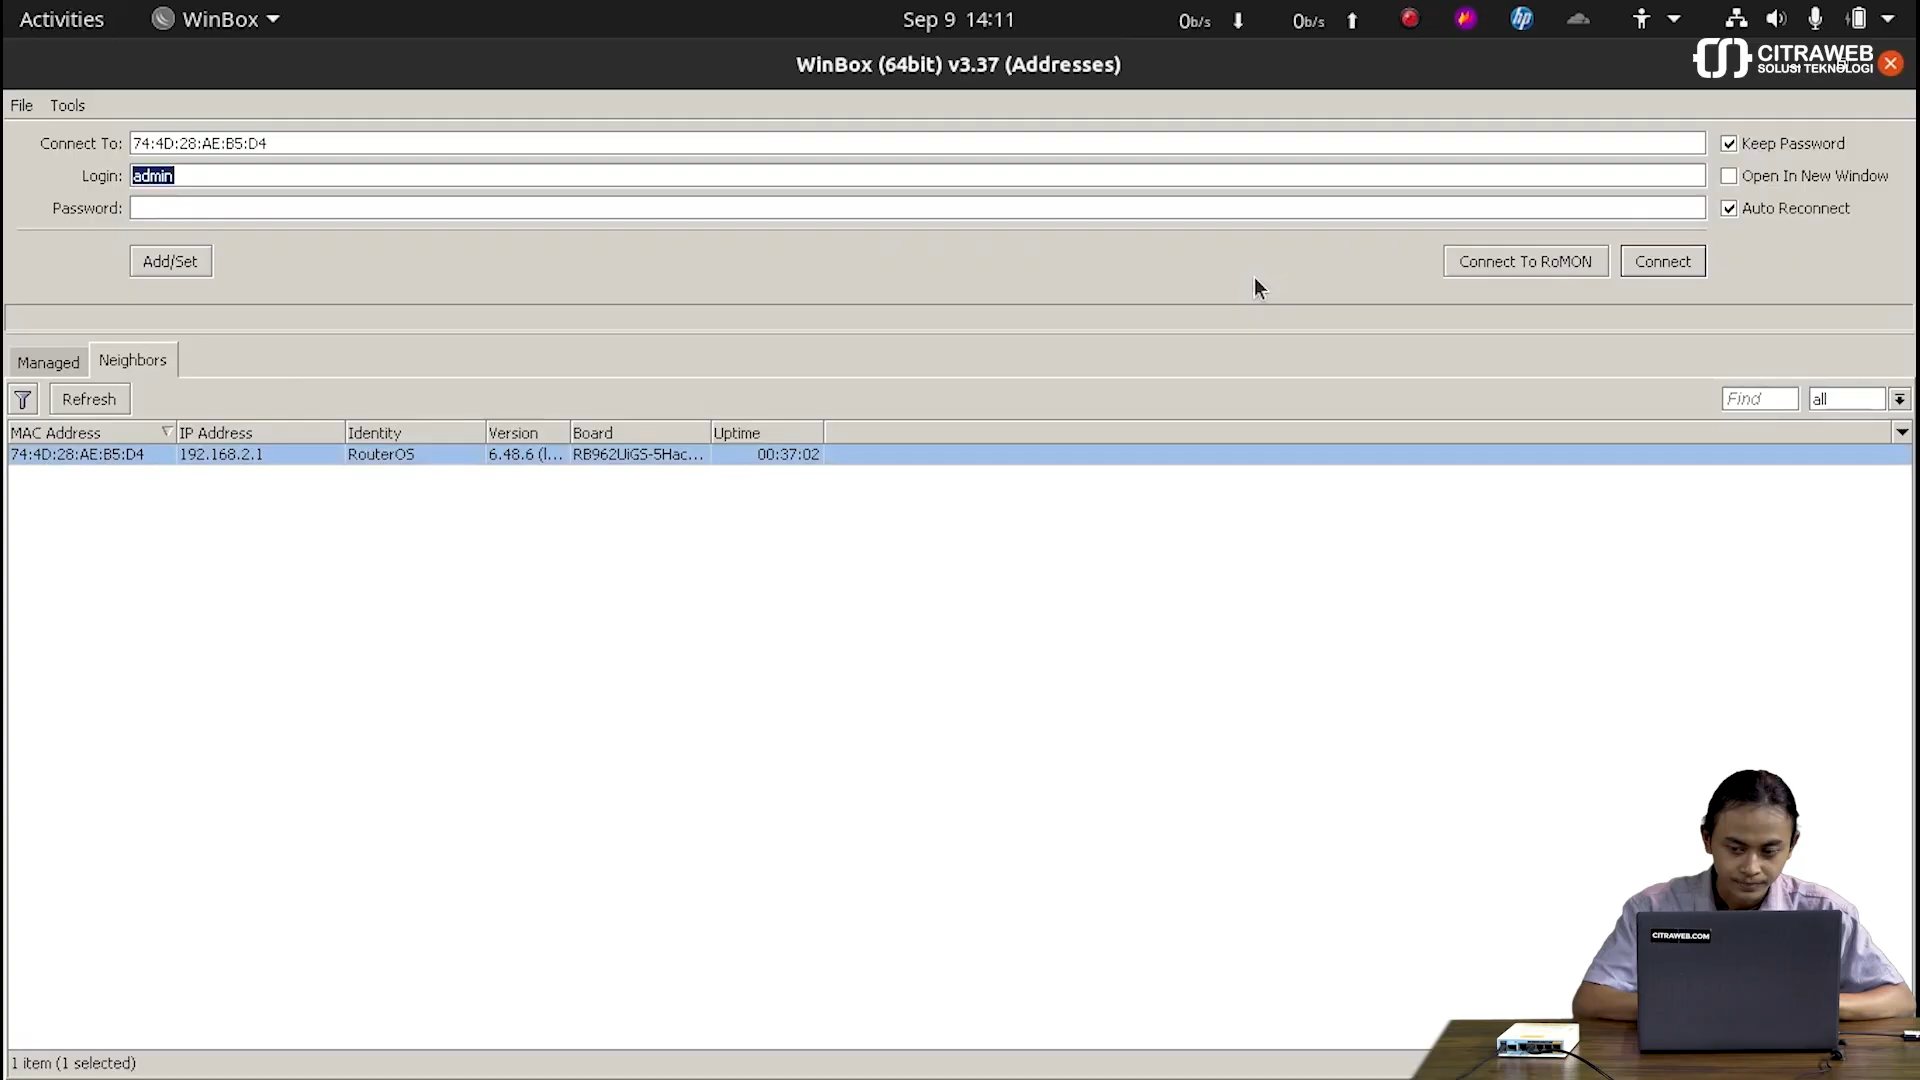 Activities WinBox Sep 9 14:11 0b/s 0b/s hp
WinBox (64bit) v3.37 (Addresses)
CITRAWEB
SOLUSI TEKNOLOGI
File Tools
Connect To: 74:4D:28:AE:B5:D4 Keep Password
Login: admin Open In New Window
Password: Auto Reconnect
Add/Set Connect To RoMON Connect
Managed Neighbors
Refresh Find all
MAC Address IP Address Identity Version Board Uptime
74:4D:28:AE:B5:D4 192.168.2.1 RouterOS 6.48.6 (l... RB962UiGS-5Hac... 00:37:02
CITRAWEB.COM
1 item (1 selected)